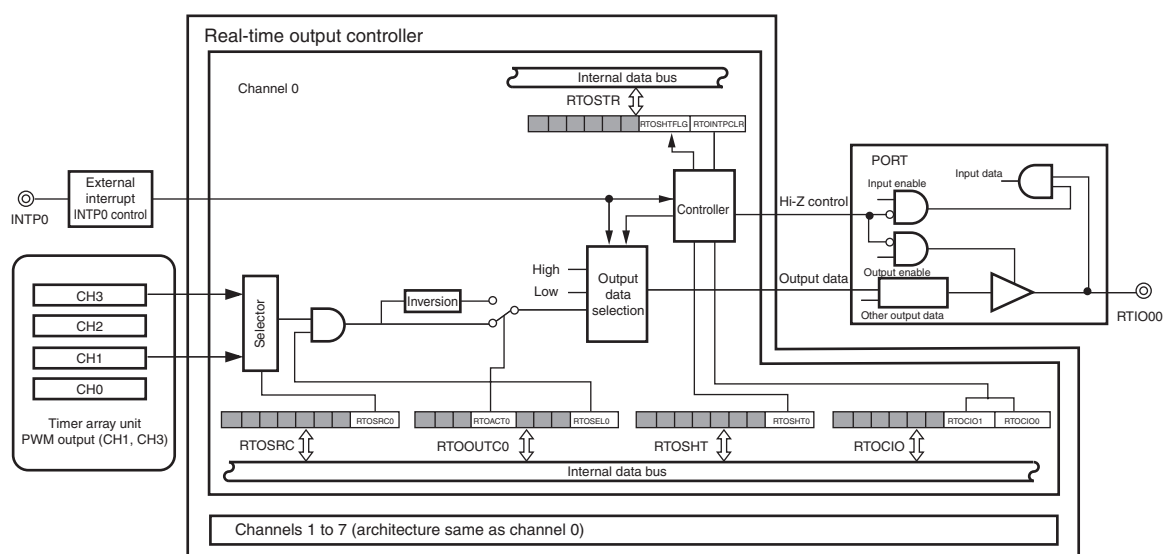 Real-time output controller
Channel 0
Internal data bus
RTOSTR
RTOSHTFLG RTOINTPCLR
External
interrupt
INTP0 control
INTP0
Controller
Hi-Z control
PORT
Input enable
Input data
Output enable
Other output data
RTIO00
Output data
High
Low
Output
data
selection
Inversion
Selector
CH3
CH2
CH1
CH0
Timer array unit
PWM output (CH1, CH3)
RTOSRC0
RTOACT0 RTOSEL0
RTOSHT0
RTOCIO1 RTOCIO0
RTOSRC
RTOOUTC0
RTOSHT
RTOCIO
Internal data bus
Channels 1 to 7 (architecture same as channel 0)